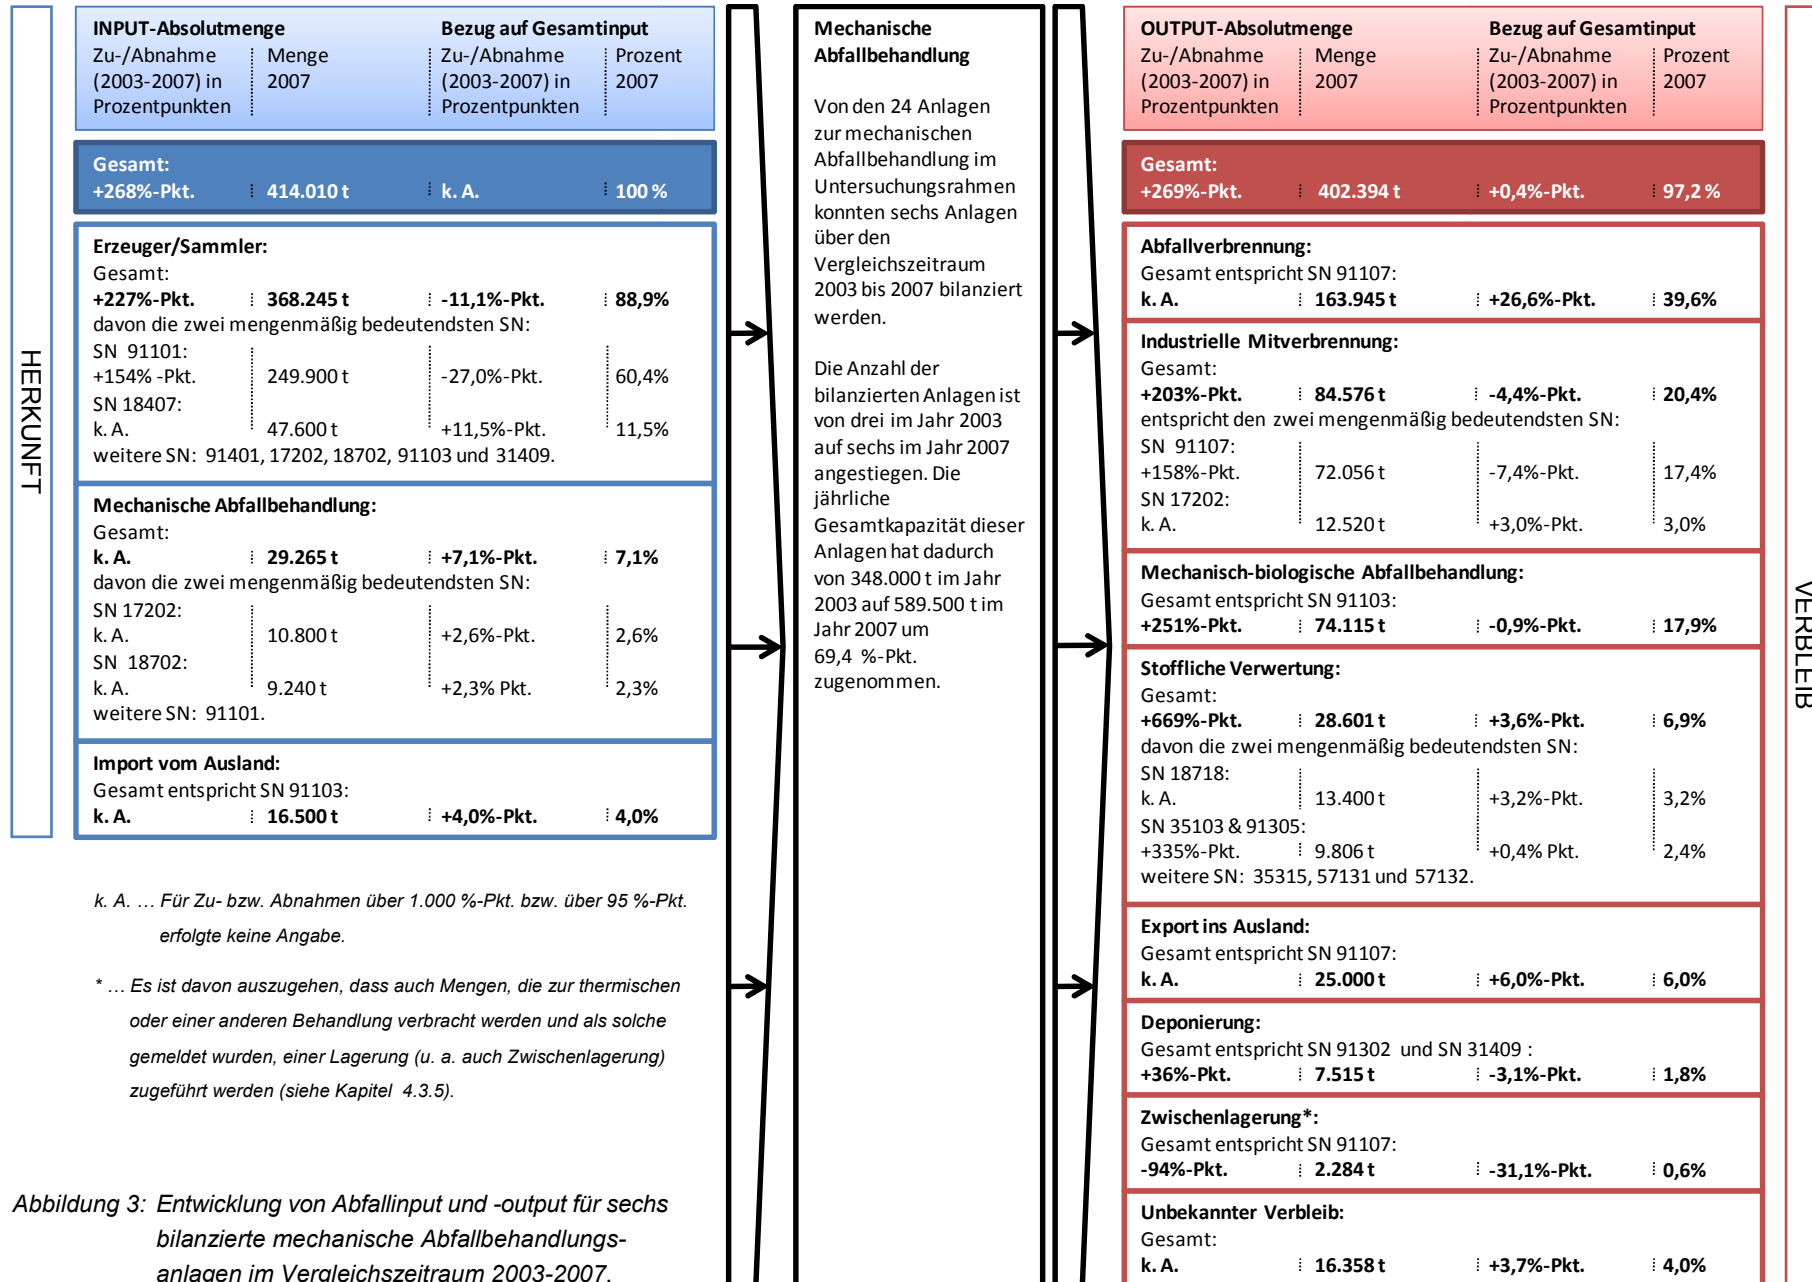 HERKUNFT
INPUT-Absolutmenge Bezug auf Gesamtinput
Zu-/Abnahme Menge Zu-/Abnahme Prozent
(2003-2007) in 2007 (2003-2007) in 2007
Prozentpunkten Prozentpunkten
Gesamt:
+268%-Pkt. 414.010 t k. A. 100 %
Erzeuger/Sammler:
Gesamt:
+227%-Pkt. 368.245 t -11,1%-Pkt. 88,9%
davon die zwei mengenmäßig bedeutendsten SN:
SN 91101:
+154% -Pkt. 249.900 t -27,0%-Pkt. 60,4%
SN 18407:
k. A. 47.600 t +11,5%-Pkt. 11,5%
weitere SN: 91401, 17202, 18702, 91103 und 31409.
Mechanische Abfallbehandlung:
Gesamt:
k. A. 29.265 t +7,1%-Pkt. 7,1%
davon die zwei mengenmäßig bedeutendsten SN:
SN 17202:
k. A. 10.800 t +2,6%-Pkt. 2,6%
SN 18702:
k. A. 9.240 t +2,3% Pkt. 2,3%
weitere SN: 91101.
Import vom Ausland:
Gesamt entspricht SN 91103:
k. A. 16.500 t +4,0%-Pkt. 4,0%
k. A. … Für Zu- bzw. Abnahmen über 1.000 %-Pkt. bzw. über 95 %-Pkt.
erfolgte keine Angabe.
* … Es ist davon auszugehen, dass auch Mengen, die zur thermischen
oder einer anderen Behandlung verbracht werden und als solche
gemeldet wurden, einer Lagerung (u. a. auch Zwischenlagerung)
zugeführt werden (siehe Kapitel 4.3.5).
Abbildung 3: Entwicklung von Abfallinput und -output für sechs
bilanzierte mechanische Abfallbehandlungs-
anlagen im Vergleichszeitraum 2003-2007.
Mechanische
Abfallbehandlung
Von den 24 Anlagen
zur mechanischen
Abfallbehandlung im
Untersuchungsrahmen
konnten sechs Anlagen
über den
Vergleichszeitraum
2003 bis 2007 bilanziert
werden.
Die Anzahl der
bilanzierten Anlagen ist
von drei im Jahr 2003
auf sechs im Jahr 2007
angestiegen. Die
jährliche
Gesamtkapazität dieser
Anlagen hat dadurch
von 348.000 t im Jahr
2003 auf 589.500 t im
Jahr 2007 um
69,4 %-Pkt.
zugenommen.
OUTPUT-Absolutmenge Bezug auf Gesamtinput
Zu-/Abnahme Menge Zu-/Abnahme Prozent
(2003-2007) in 2007 (2003-2007) in 2007
Prozentpunkten Prozentpunkten
Gesamt:
+269%-Pkt. 402.394 t +0,4%-Pkt. 97,2 %
Abfallverbrennung:
Gesamt entspricht SN 91107:
k. A. 163.945 t +26,6%-Pkt. 39,6%
Industrielle Mitverbrennung:
Gesamt:
+203%-Pkt. 84.576 t -4,4%-Pkt. 20,4%
entspricht den zwei mengenmäßig bedeutendsten SN:
SN 91107:
+158%-Pkt. 72.056 t -7,4%-Pkt. 17,4%
SN 17202:
k. A. 12.520 t +3,0%-Pkt. 3,0%
Mechanisch-biologische Abfallbehandlung:
Gesamt entspricht SN 91103:
+251%-Pkt. 74.115 t -0,9%-Pkt. 17,9%
Stoffliche Verwertung:
Gesamt:
+669%-Pkt. 28.601 t +3,6%-Pkt. 6,9%
davon die zwei mengenmäßig bedeutendsten SN:
SN 18718:
k. A. 13.400 t +3,2%-Pkt. 3,2%
SN 35103 & 91305:
+335%-Pkt. 9.806 t +0,4% Pkt. 2,4%
weitere SN: 35315, 57131 und 57132.
Export ins Ausland:
Gesamt entspricht SN 91107:
k. A. 25.000 t +6,0%-Pkt. 6,0%
Deponierung:
Gesamt entspricht SN 91302 und SN 31409 :
+36%-Pkt. 7.515 t -3,1%-Pkt. 1,8%
Zwischenlagerung*:
Gesamt entspricht SN 91107:
-94%-Pkt. 2.284 t -31,1%-Pkt. 0,6%
Unbekannter Verbleib:
Gesamt:
k. A. 16.358 t +3,7%-Pkt. 4,0%
VERBLEIB